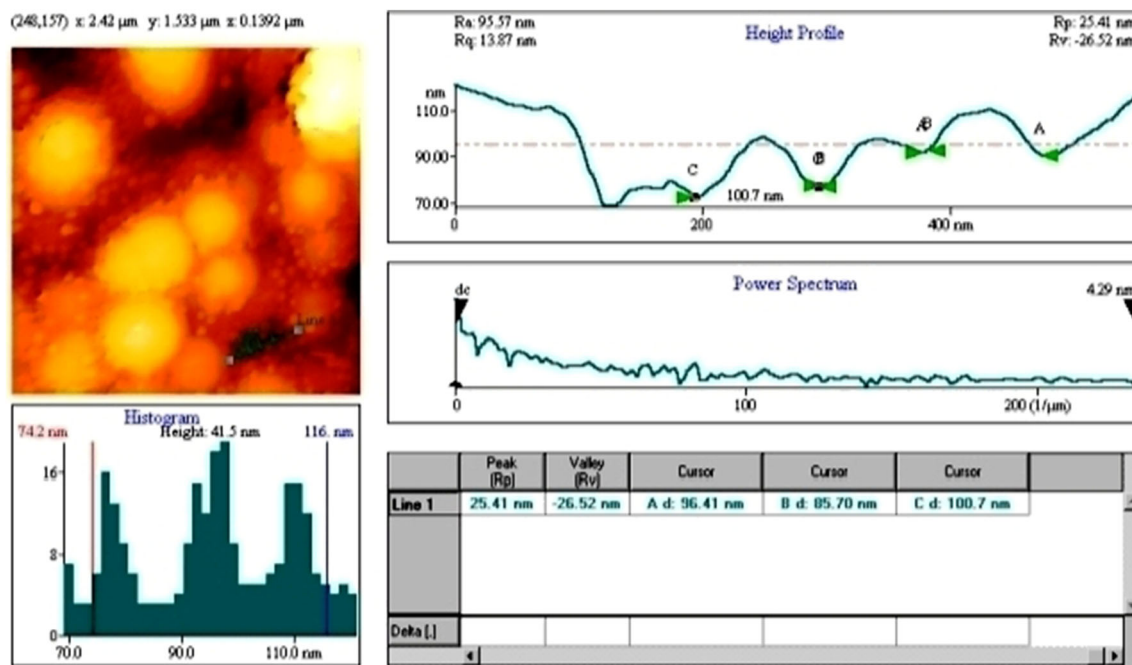 (248,157) x: 2.42 µm y: 1.533 µm z: 0.1392 µm
Line
Ra: 95.57 nm
Rq: 13.87 nm
Height Profile
Rp: 25.41 nm
Rv: -26.52 nm
nm
110.0
90.00
70.00
C
B
A
100.7 nm
0
200
400 nm
Power Spectrum
dc
4.29 nm
0
100
200 (1/µm)
Histogram
74.2 nm
Height: 41.5 nm
116. nm
16
8
0
70.0
90.0
110.0 nm
Peak (Rp)
Valley (Rv)
Cursor
Cursor
Cursor
Line 1
25.41 nm
-26.52 nm
A d: 96.41 nm
B d: 85.70 nm
C d: 100.7 nm
Delta [.]